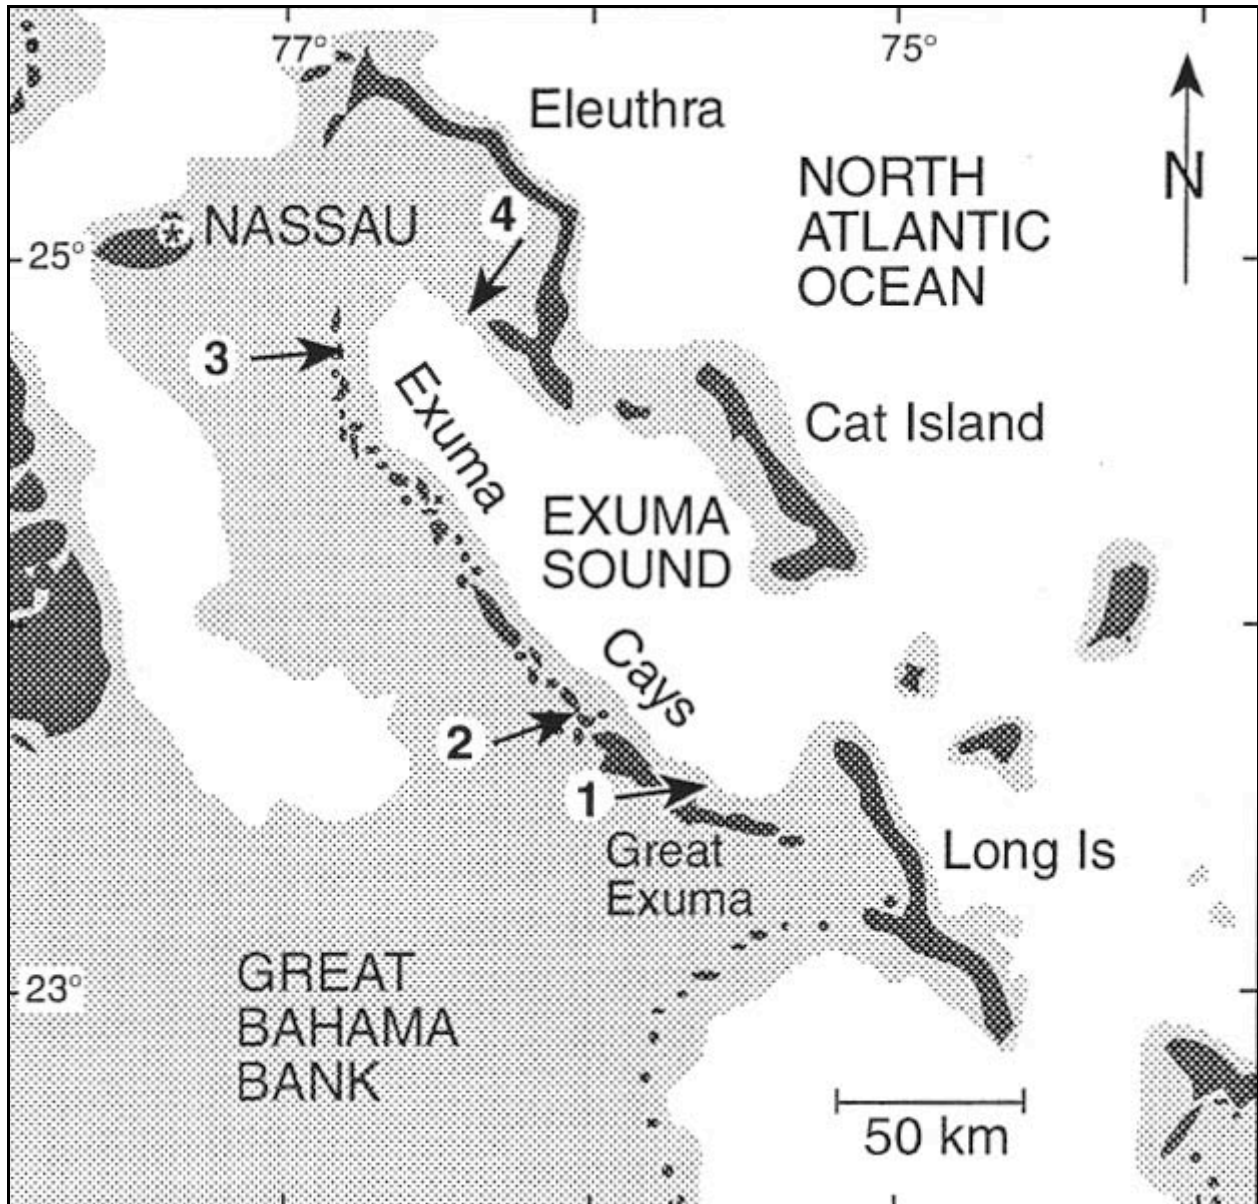 77°
75°
Eleuthra
NORTH
ATLANTIC
OCEAN
N
4
NASSAU
25°
3
Exuma
Cat Island
EXUMA
SOUND
Cays
2
1
Great
Exuma
Long Is
GREAT
BAHAMA
BANK
23°
50 km